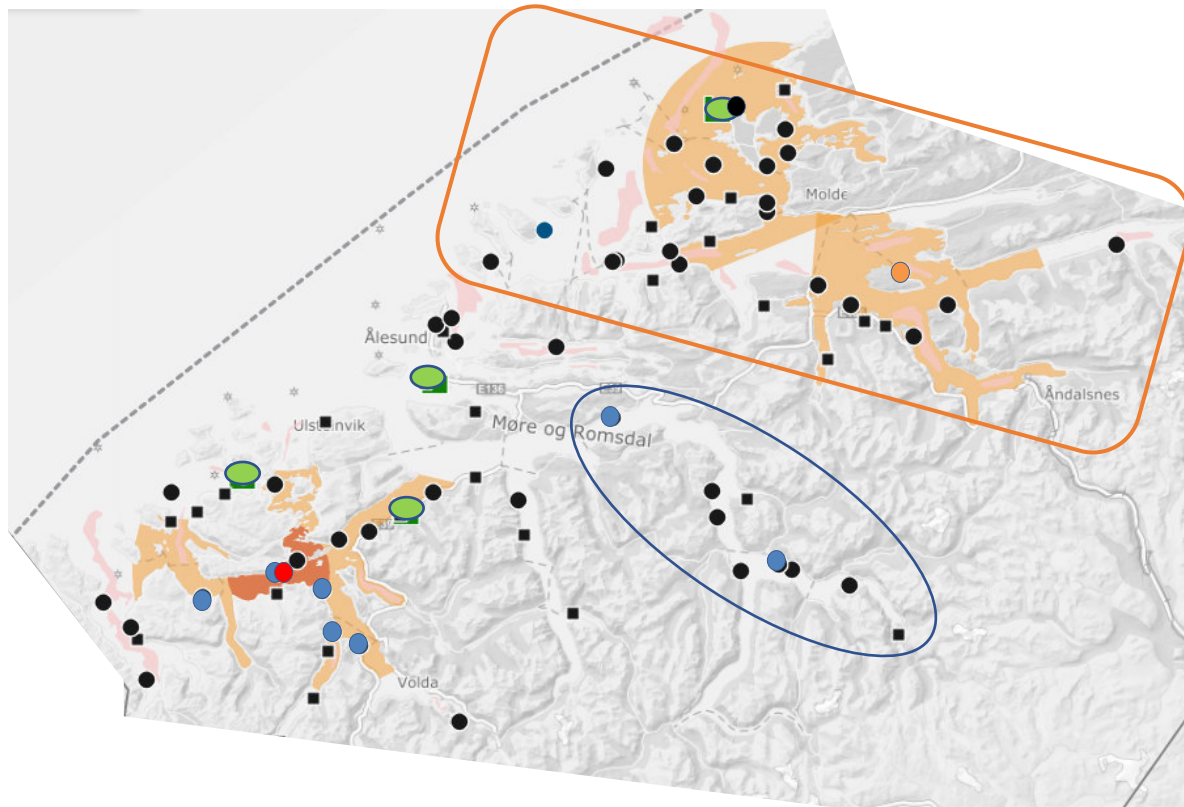 Molde
Ålesund
E136
Møre og Romsdal
Åndalsnes
Ulsteinvik
Volda